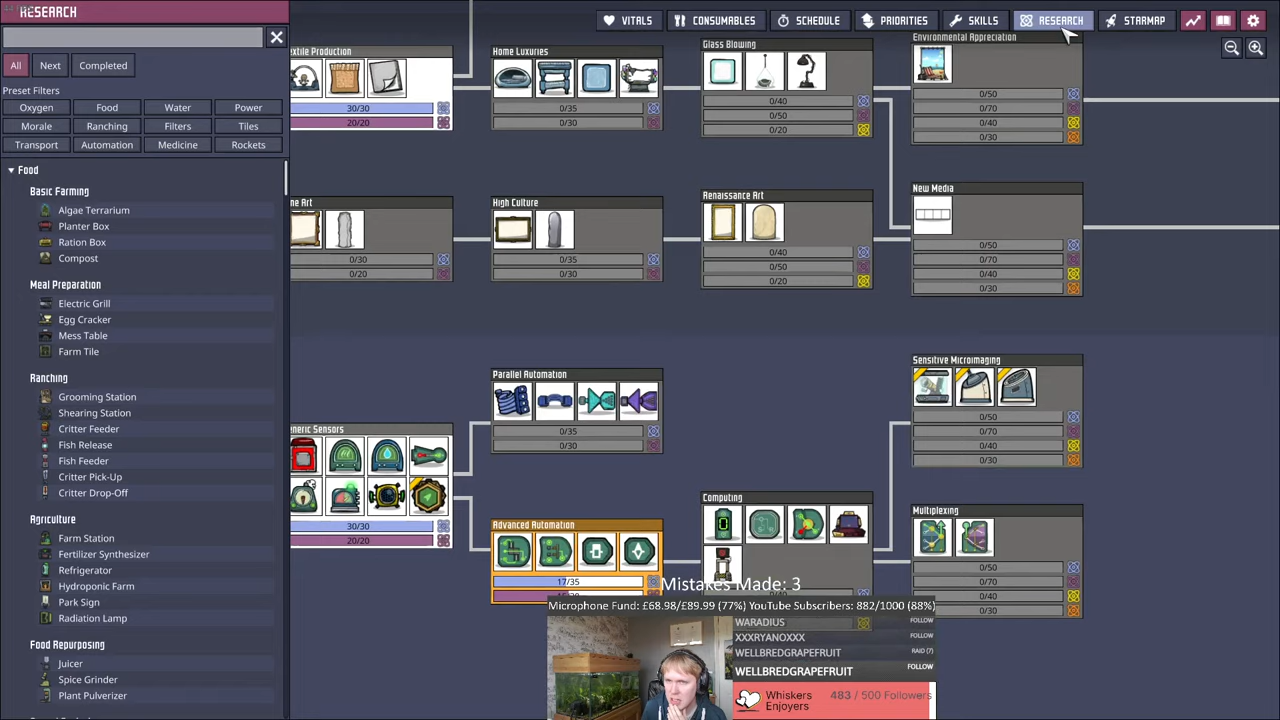 RESEARCH
VITALS
CONSUMABLES
SCHEDULE
PRIORITIES
SKILLS
RESEARCH
STARMAP
All
Next
Completed
Preset Filters
Oxygen
Food
Water
Power
Morale
Ranching
Filters
Tiles
Transport
Automation
Medicine
Rockets
Food
Basic Farming
Algae Terrarium
Planter Box
Ration Box
Compost
Meal Preparation
Electric Grill
Egg Cracker
Mess Table
Farm Tile
Ranching
Grooming Station
Shearing Station
Critter Feeder
Fish Release
Fish Feeder
Critter Pick-Up
Critter Drop-Off
Agriculture
Farm Station
Fertilizer Synthesizer
Refrigerator
Hydroponic Farm
Park Sign
Radiation Lamp
Food Repurposing
Juicer
Spice Grinder
Plant Pulverizer
extile Production
30/30
20/20
Home Luxuries
0/35
0/30
Glass Blowing
0/40
0/50
0/20
Environmental Appreciation
0/50
0/70
0/40
0/30
ine Art
0/30
0/20
High Culture
0/35
0/30
Renaissance Art
0/40
0/50
0/20
New Media
0/50
0/70
0/40
0/30
Parallel Automation
0/35
0/30
Sensitive Microimaging
0/50
0/70
0/40
0/30
eneric Sensors
30/30
20/20
Advanced Automation
17/35
Computing
Multiplexing
0/50
0/70
0/40
0/30
Mistakes Made: 3
Microphone Fund: £68.98/£89.99 (77%) YouTube Subscribers: 882/1000 (88%)
WARADIUS
FOLLOW
XXXRYANOXXX
FOLLOW
WELLBREDGRAPEFRUIT
RAID (7)
WELLBREDGRAPEFRUIT
FOLLOW
Whiskers Enjoyers
483 / 500 Followers